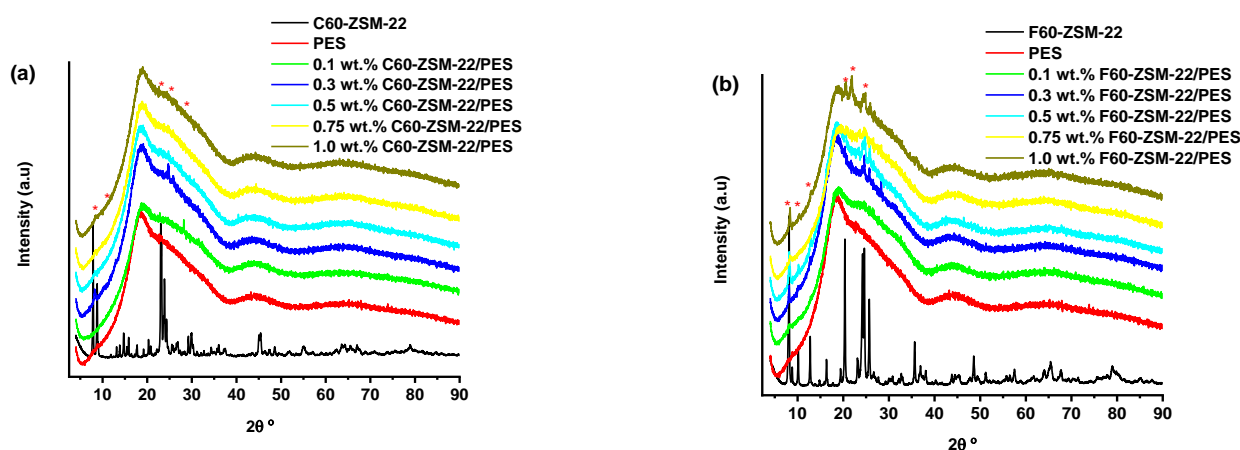 (a)
C60-ZSM-22
PES
0.1 wt.% C60-ZSM-22/PES
0.3 wt.% C60-ZSM-22/PES
0.5 wt.% C60-ZSM-22/PES
0.75 wt.% C60-ZSM-22/PES
1.0 wt.% C60-ZSM-22/PES
* * * * *
Intensity (a.u)
10 20 30 40 50 60 70 80 90
2θ º
(b)
F60-ZSM-22
PES
0.1 wt.% F60-ZSM-22/PES
0.3 wt.% F60-ZSM-22/PES
0.5 wt.% F60-ZSM-22/PES
0.75 wt.% F60-ZSM-22/PES
1.0 wt.% F60-ZSM-22/PES
* * * * * *
Intensity (a.u)
10 20 30 40 50 60 70 80 90
2θ º